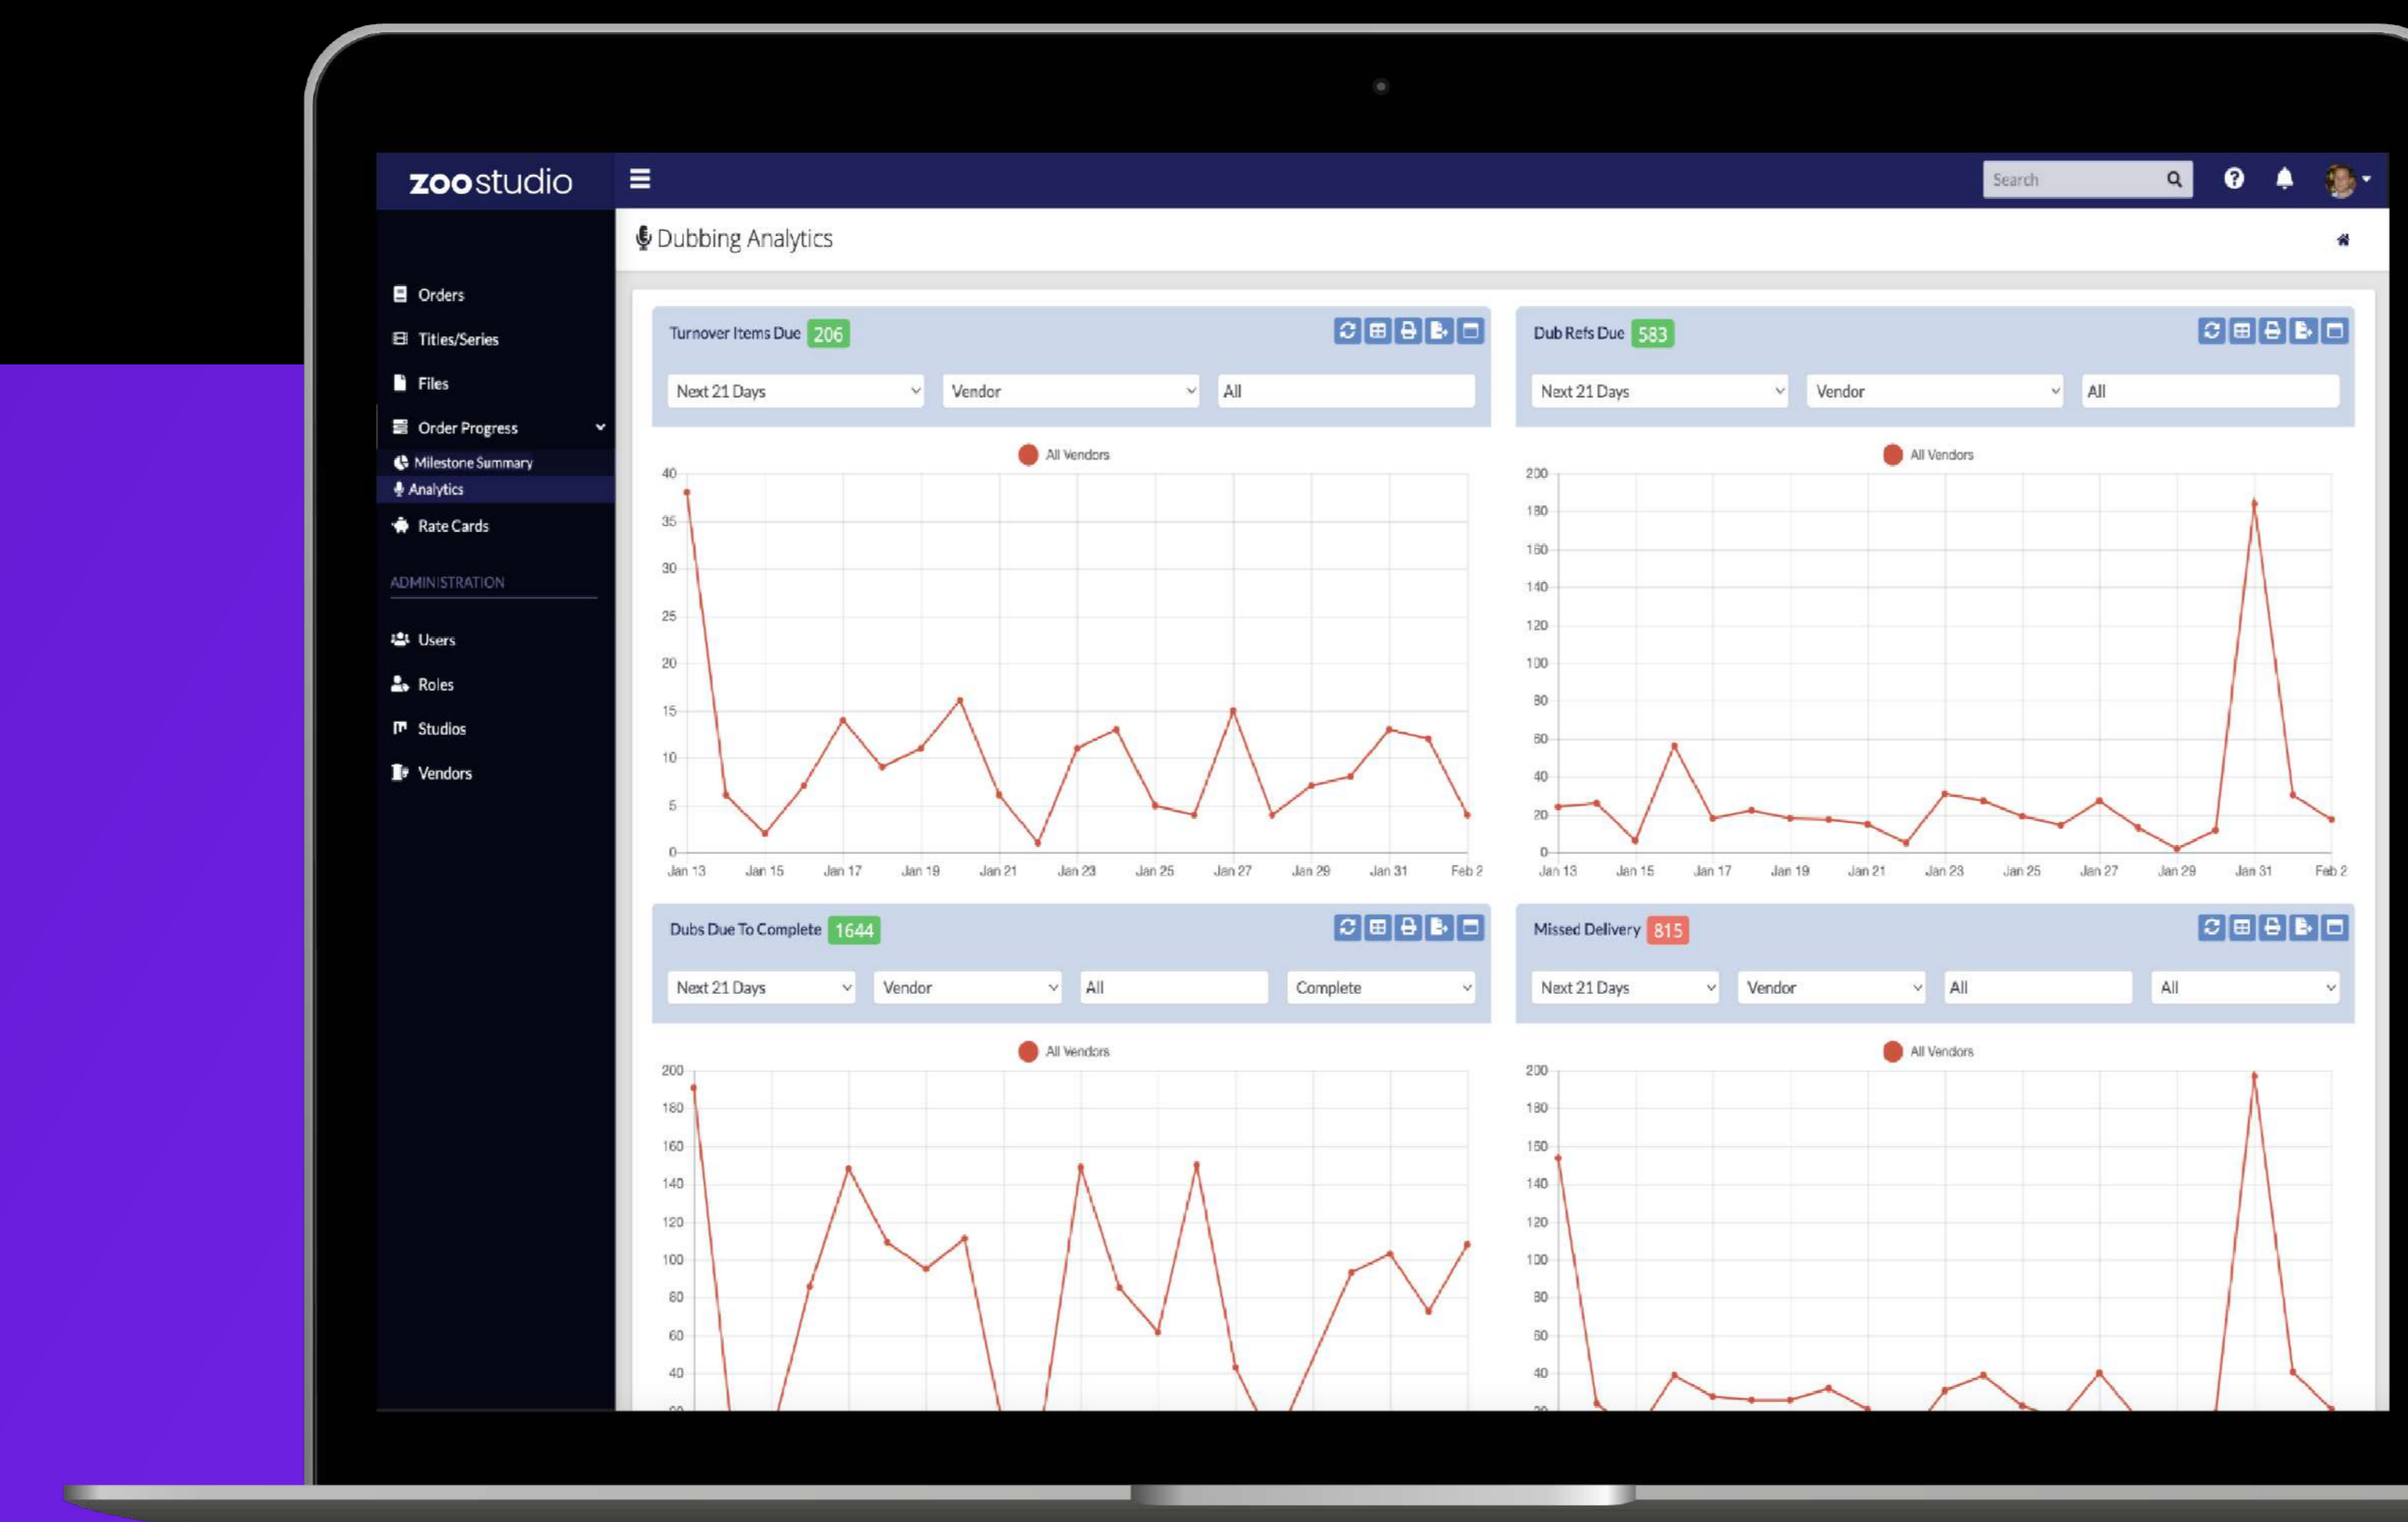 zoostudio
Search
Dubbing Analytics
Orders
Titles/Series
Files
Order Progress
Milestone Summary
Analytics
Rate Cards
ADMINISTRATION
Users
Roles
Studios
Vendors
Turnover Items Due 206
Next 21 Days Vendor All
All Vendors
40
35
30
25
20
15
10
5
0
Jan 13 Jan 15 Jan 17 Jan 19 Jan 21 Jan 23 Jan 25 Jan 27 Jan 29 Jan 31 Feb 2
Dub Refs Due 583
Next 21 Days Vendor All
All Vendors
200
180
160
140
120
100
80
60
40
20
0
Jan 13 Jan 15 Jan 17 Jan 19 Jan 21 Jan 23 Jan 25 Jan 27 Jan 29 Jan 31 Feb 2
Dubs Due To Complete 1644
Next 21 Days Vendor All Complete
All Vendors
200
180
160
140
120
100
80
60
40
Missed Delivery 815
Next 21 Days Vendor All All
All Vendors
200
180
160
140
120
100
80
60
40